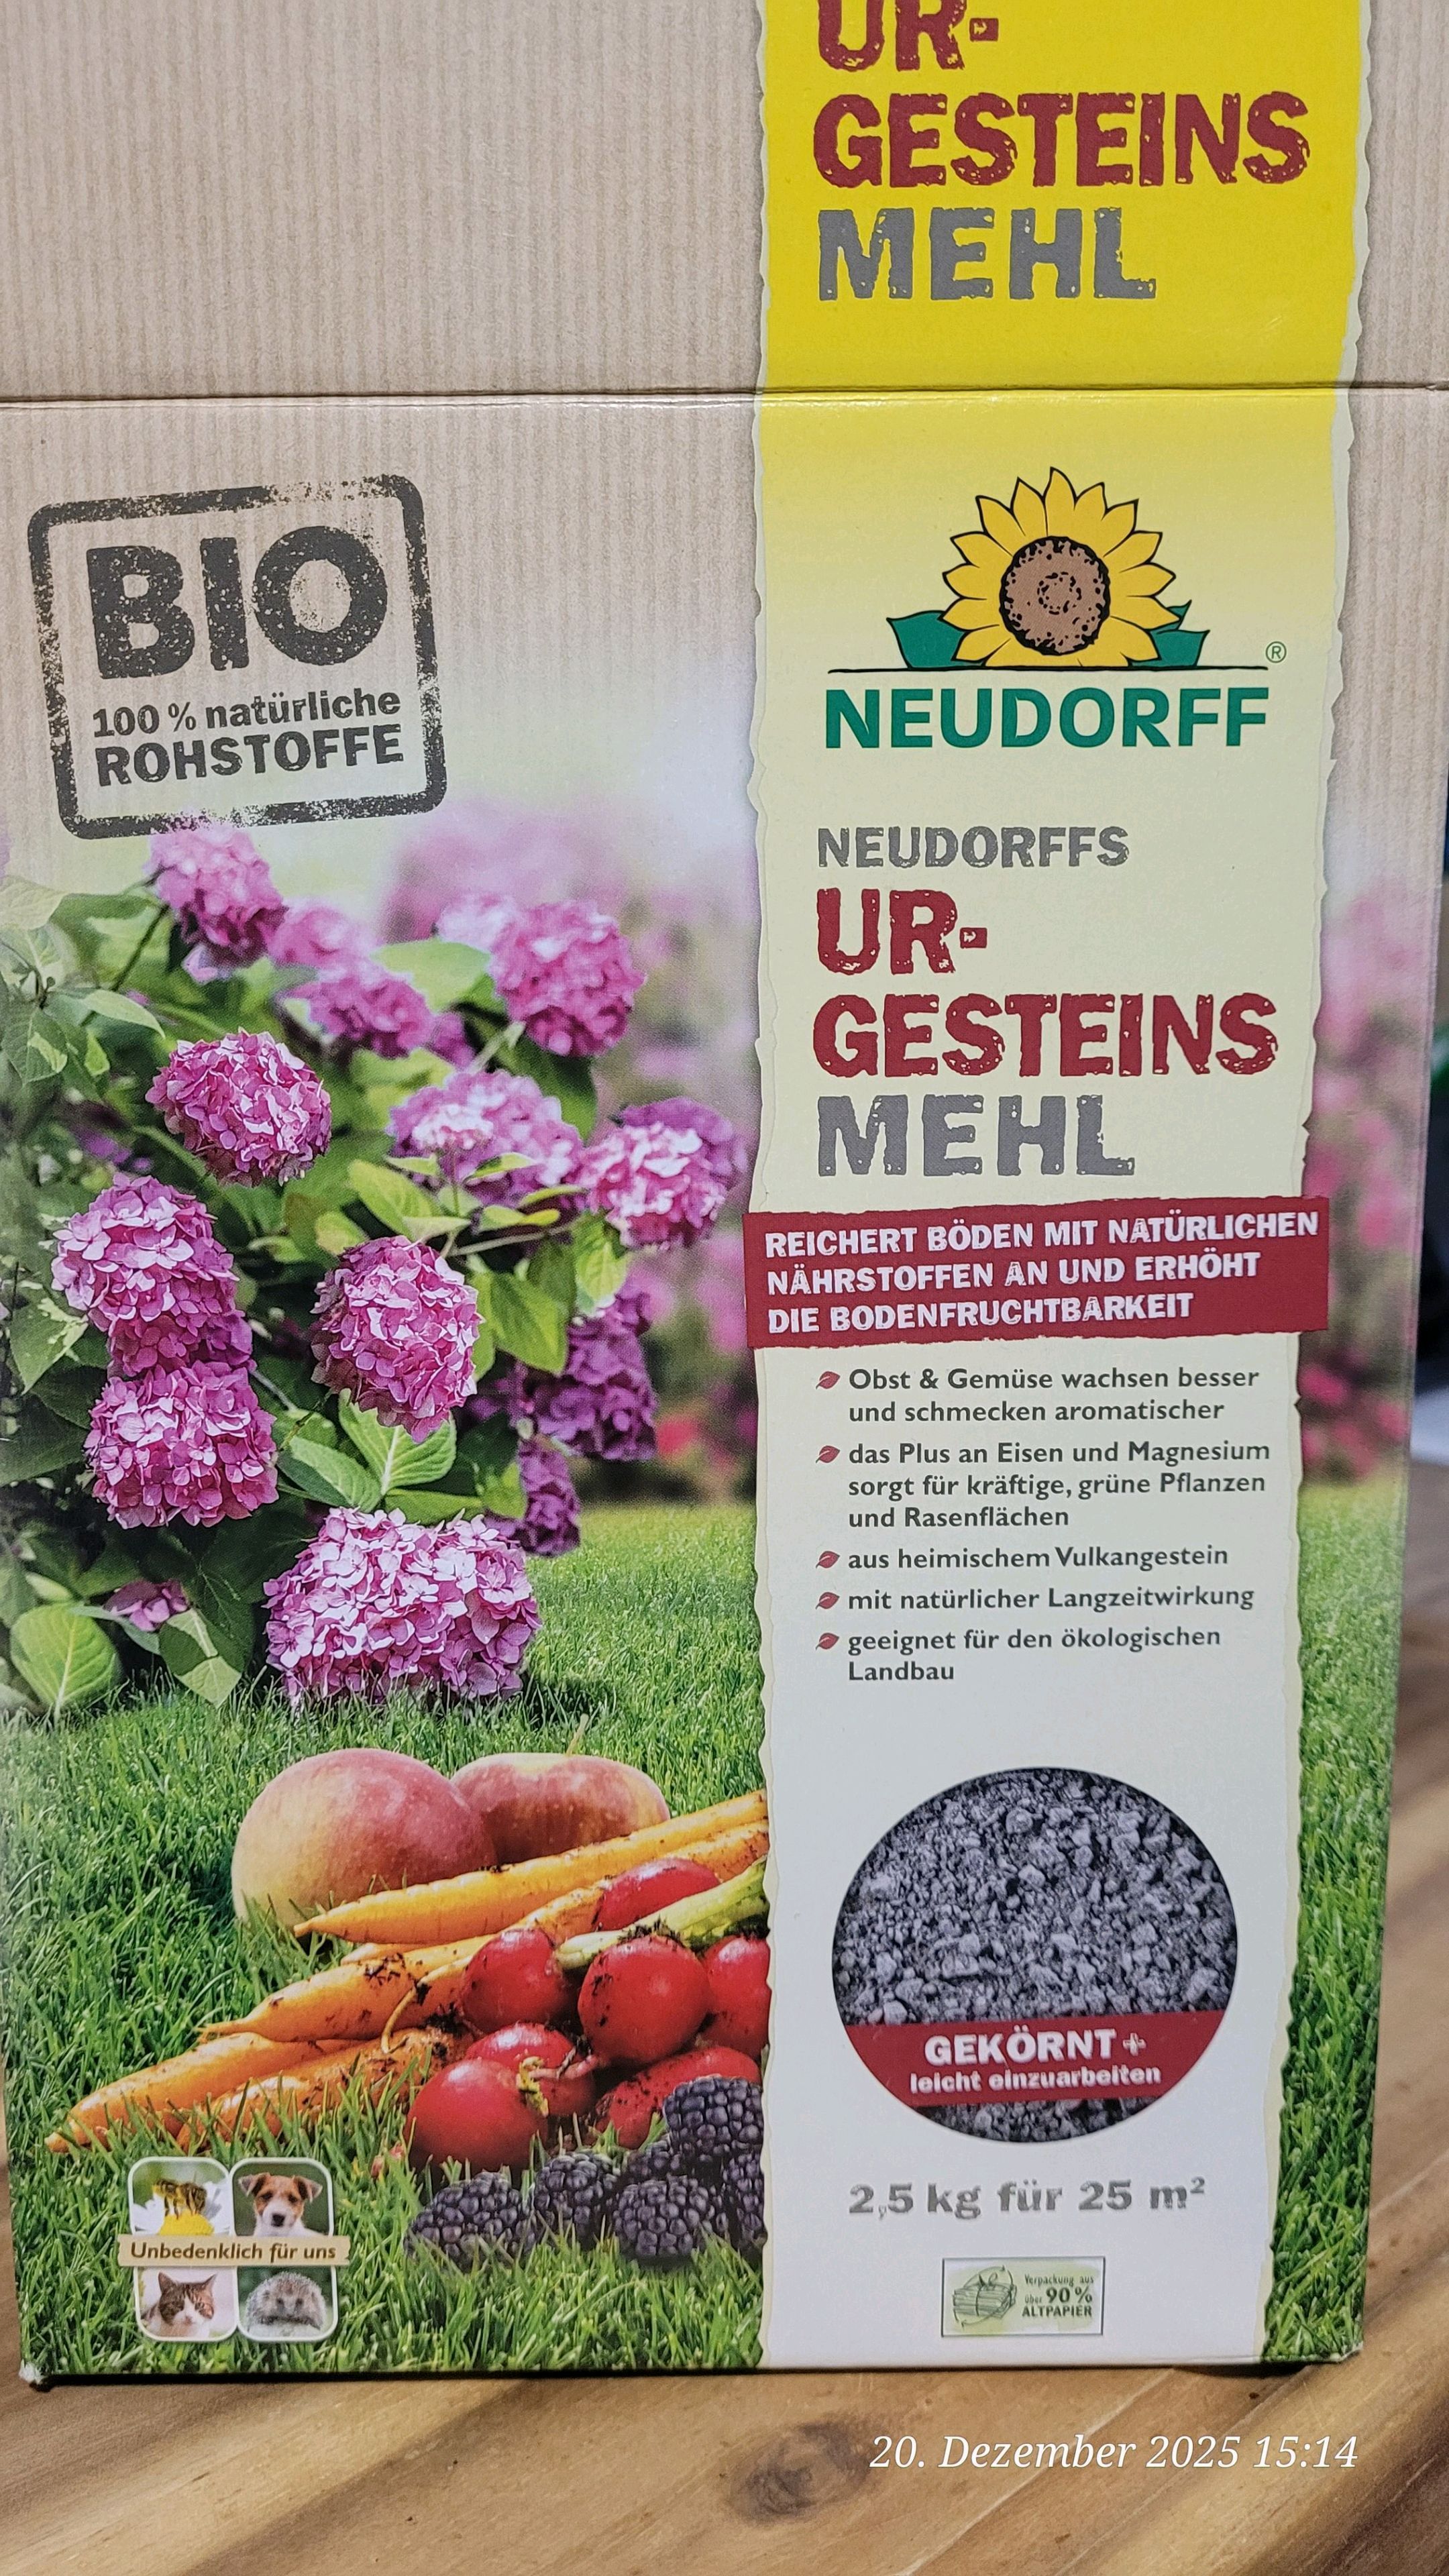 UR-
GESTEINS
MEHL
BIO
100 % natürliche
ROHSTOFFE
NEUDORFF®
NEUDORFFS
UR-
GESTEINS
MEHL
REICHERT BÖDEN MIT NATÜRLICHEN
NÄHRSTOFFEN AN UND ERHÖHT
DIE BODENFRUCHTBARKEIT
Obst & Gemüse wachsen besser
und schmecken aromatischer
das Plus an Eisen und Magnesium
sorgt für kräftige, grüne Pflanzen
und Rasenflächen
aus heimischem Vulkangestein
mit natürlicher Langzeitwirkung
geeignet für den ökologischen
Landbau
GEKÖRNT +
leicht einzuarbeiten
2,5 kg für 25 m²
Unbedenklich für uns
Verpackung aus
über 90 %
ALTPAPIER
20. Dezember 2025 15:14